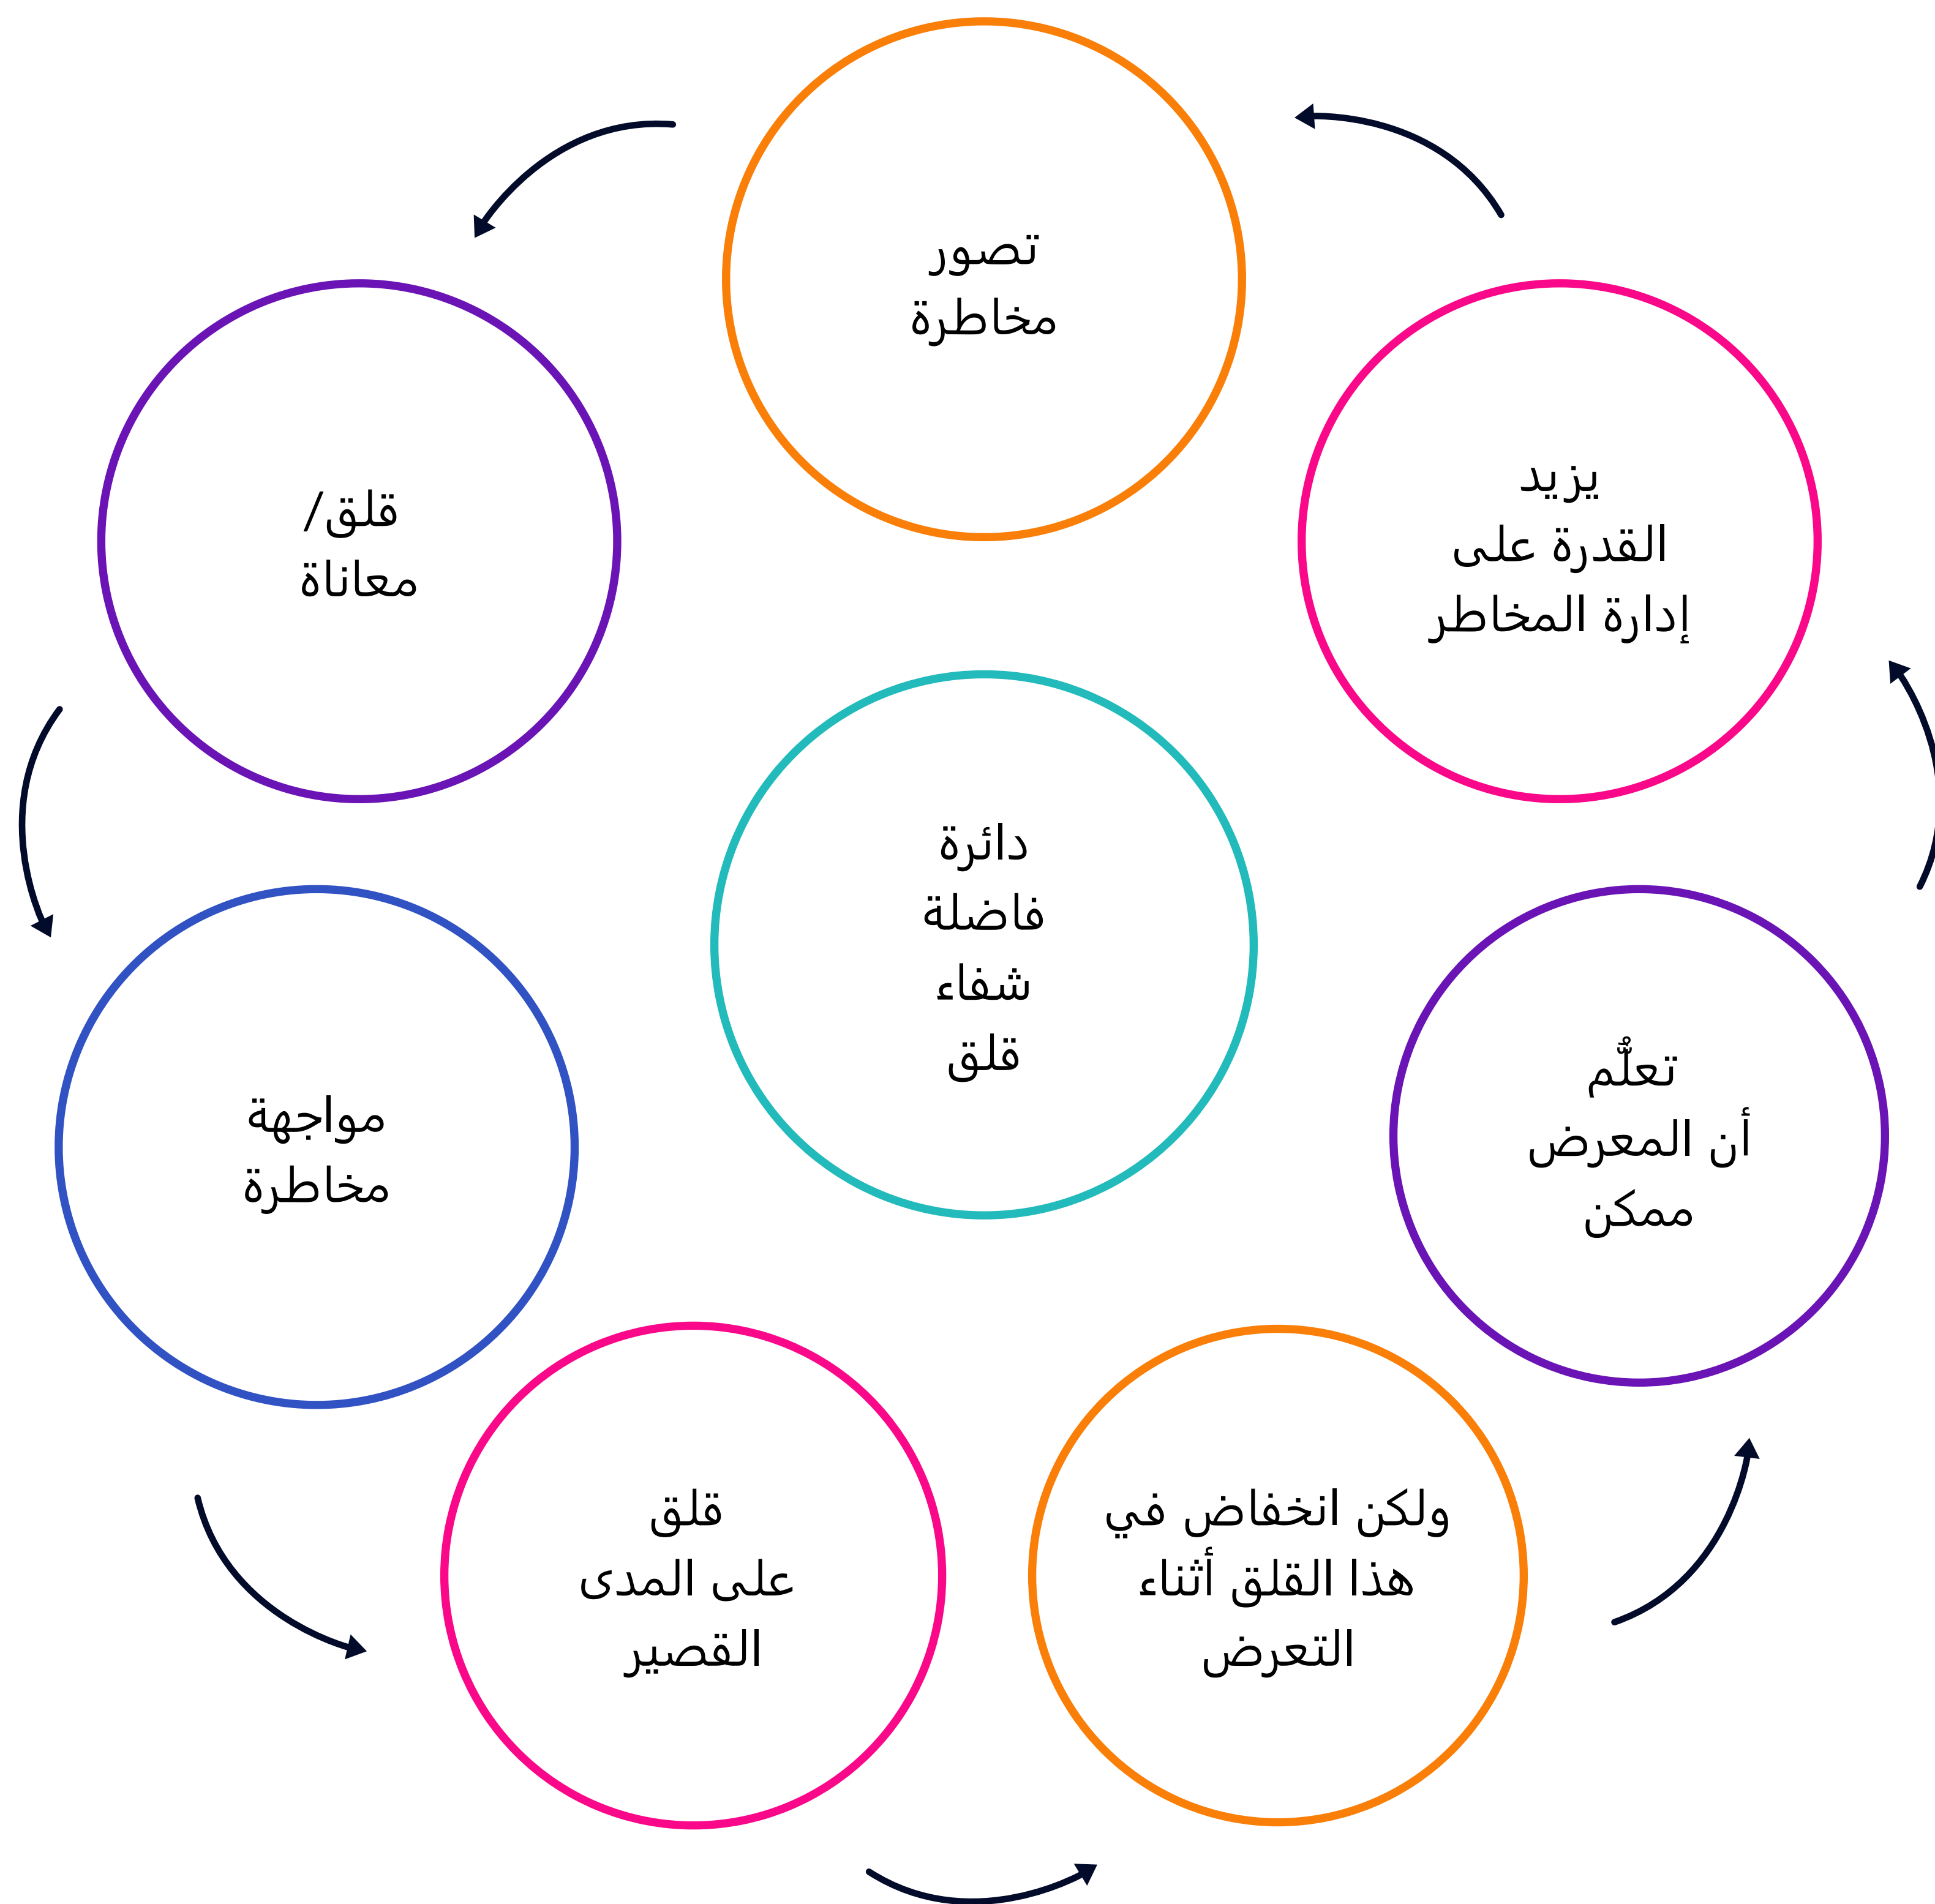 تصور
مخاطرة
قلق/
معاناة
مواجهة
مخاطرة
قلق
على المدى
القصير
ولكن انخفاض في
هذا القلق أثناء
التعرض
تعلُّم
أن المعرض
ممكن
يزيد
القدرة على
إدارة المخاطر
دائرة
فاضلة
شفاء
قلق